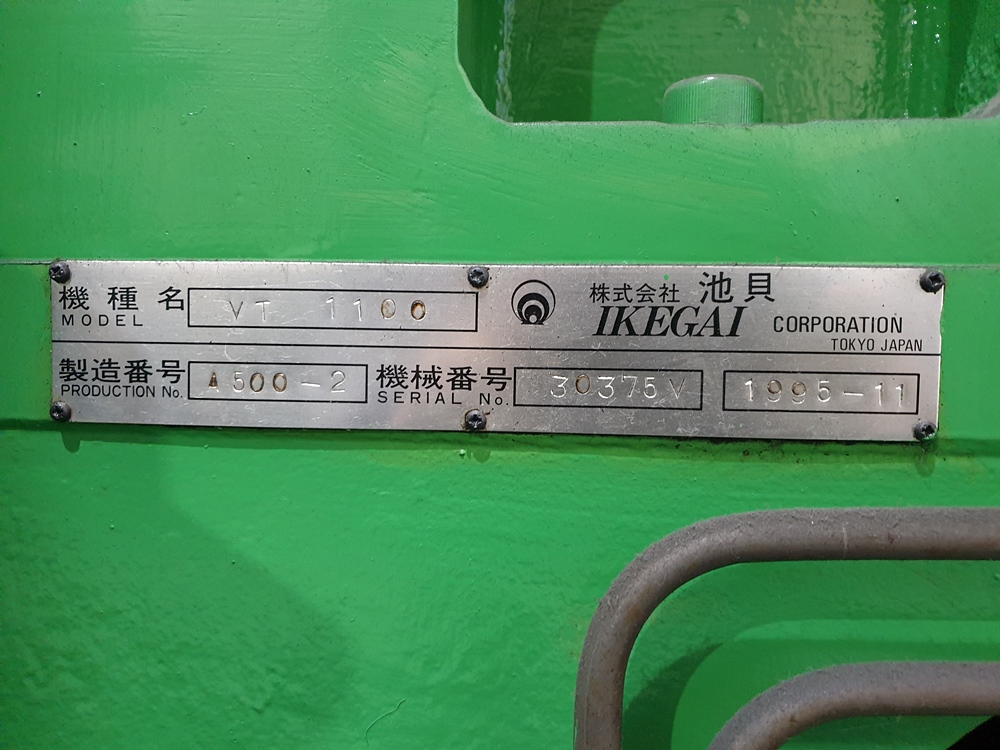 機種名 VT 1100
MODEL
株式会社 池貝
IKEGAI CORPORATION
TOKYO JAPAN
製造番号 A500-2
PRODUCTION No.
機械番号 30375V 1995-11
SERIAL No.